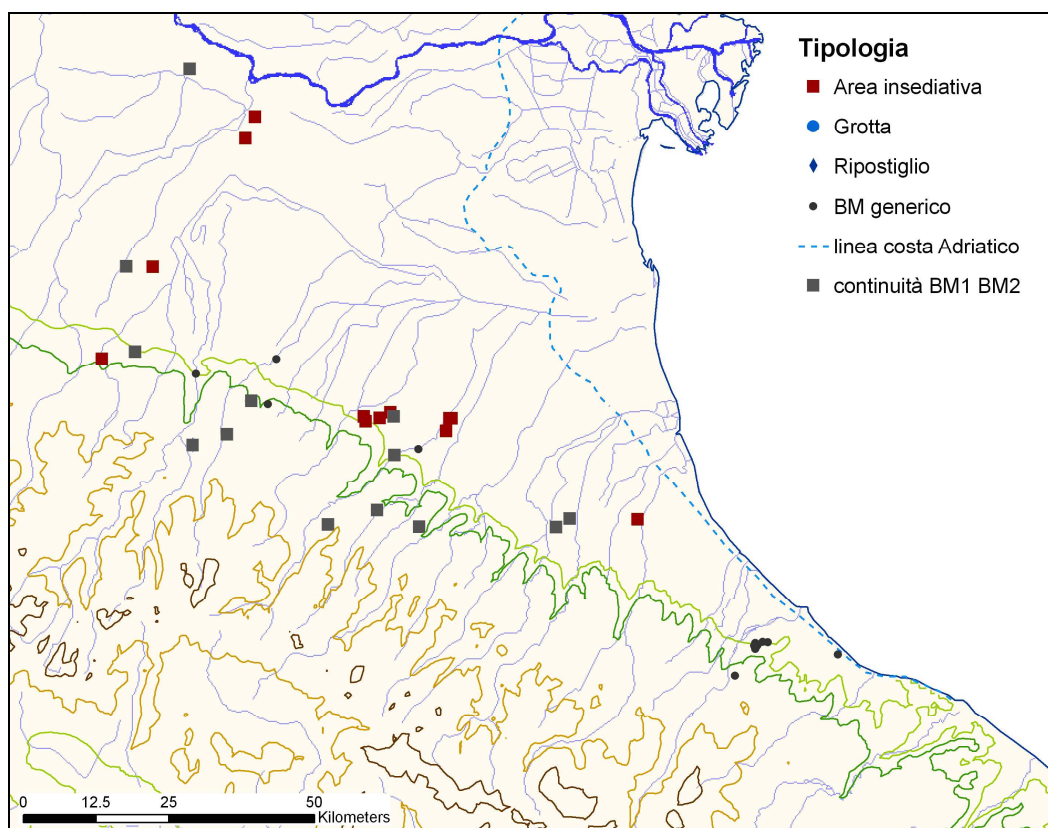 Tipologia
Area insediativa
Grotta
Ripostiglio
BM generico
linea costa Adriatico
continuità BM1 BM2
0 12.5 25 50
Kilometers